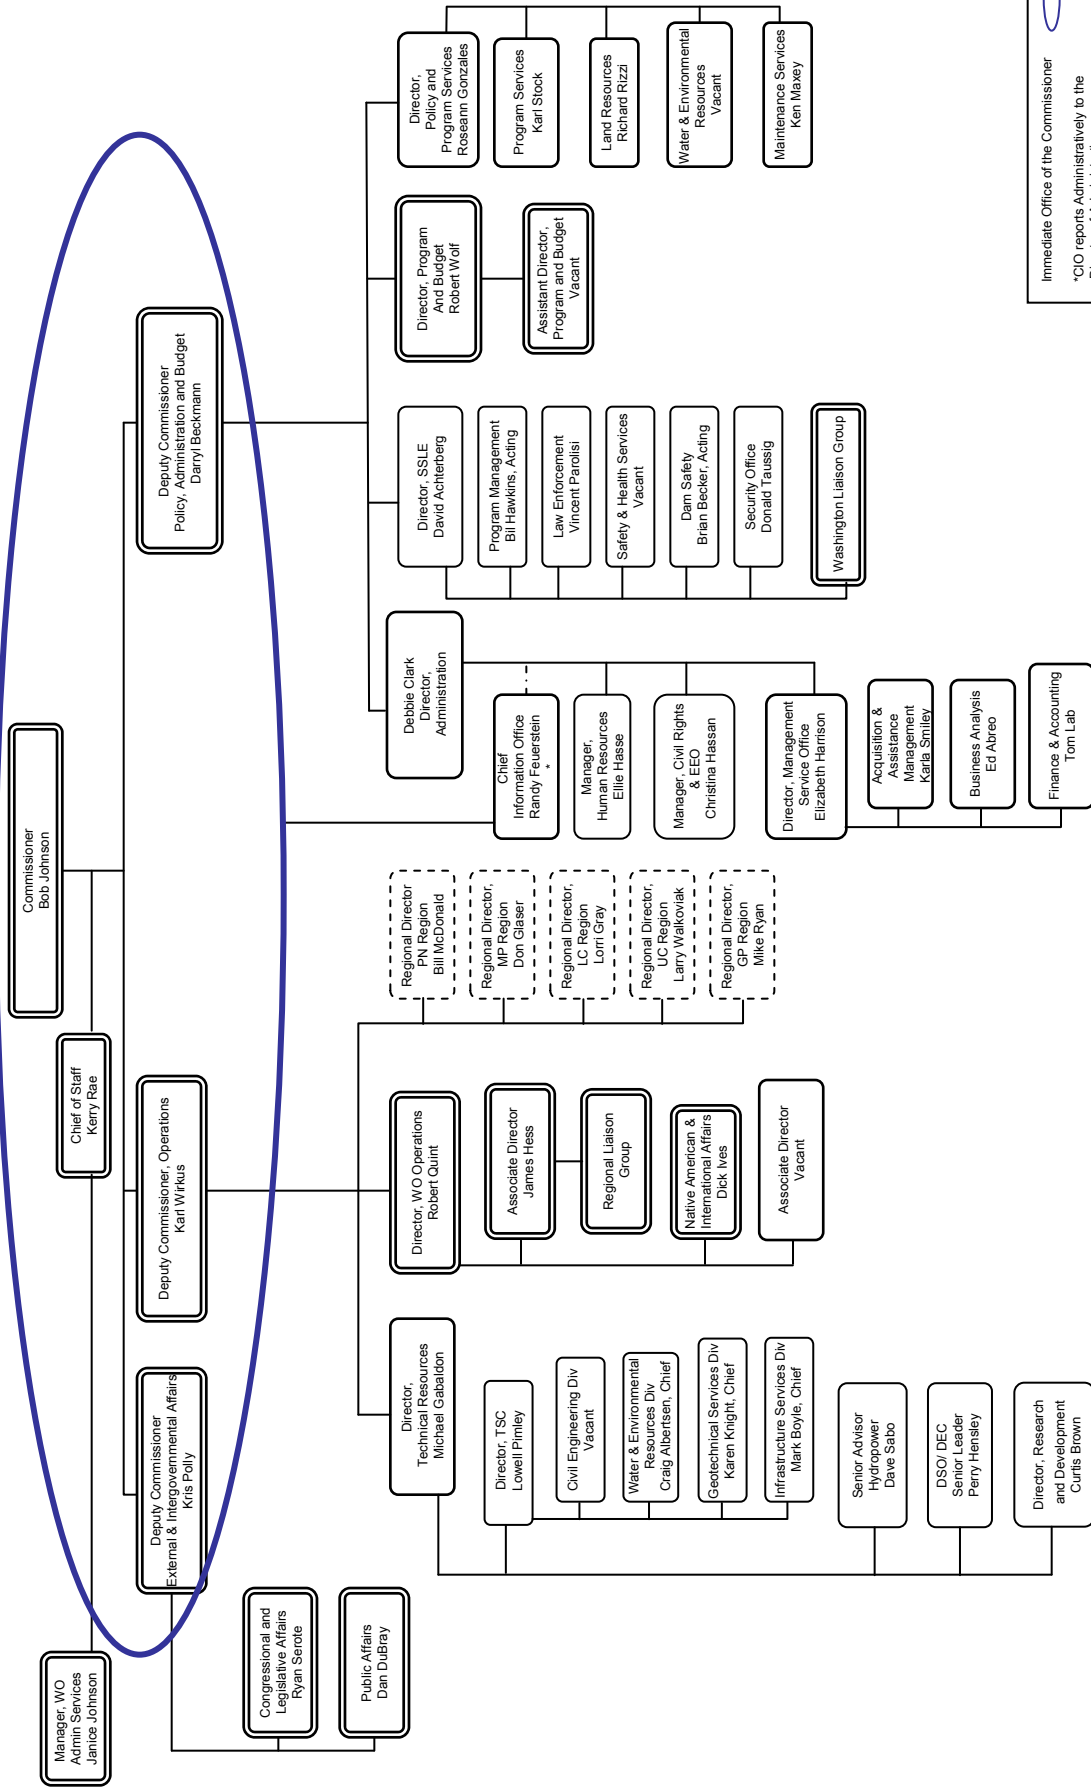 Commissioner
Bob Johnson
Chief of Staff
Kerry Rae
Manager, WO
Admin Services
Janice Johnson
Deputy Commissioner
External & Intergovernmental Affairs
Kris Polly
Deputy Commissioner, Operations
Karl Wirkus
Deputy Commissioner
Policy, Administration and Budget
Darryl Beckmann
Congressional and
Legislative Affairs
Ryan Serote
Public Affairs
Dan DuBray
Director,
Technical Resources
Michael Gabaldon
Director, TSC
Lowell Pimley
Civil Engineering Div
Vacant
Water & Environmental
Resources Div
Craig Albertsen, Chief
Geotechnical Services Div
Karen Knight, Chief
Infrastructure Services Div
Mark Boyle, Chief
Senior Advisor
Hydropower
Dave Sabo
DSO/ DEC
Senior Leader
Perry Hensley
Director, Research
and Development
Curtis Brown
Director, WO Operations
Robert Quint
Associate Director
James Hess
Regional Liaison
Group
Native American &
International Affairs
Dick Ives
Associate Director
Vacant
Regional Director
PN Region
Bill McDonald
Regional Director,
MP Region
Don Glaser
Regional Director,
LC Region
Lorri Gray
Regional Director,
UC Region
Larry Walkoviak
Regional Director,
GP Region
Mike Ryan
Debbie Clark
Director,
Administration
Chief
Information Office
Randy Feuerstein
*
Manager,
Human Resources
Ellie Hasse
Manager, Civil Rights
& EEO
Christina Hassan
Director, Management
Service Office
Elizabeth Harrison
Acquisition &
Assistance
Management
Karla Smiley
Business Analysis
Ed Abreo
Finance & Accounting
Tom Lab
Director, SSLE
David Achterberg
Program Management
Bil Hawkins, Acting
Law Enforcement
Vincent Parolisi
Safety & Health Services
Vacant
Dam Safety
Brian Becker, Acting
Security Office
Donald Taussig
Washington Liaison Group
Director, Program
And Budget
Robert Wolf
Assistant Director,
Program and Budget
Vacant
Director,
Policy and
Program Services
Roseann Gonzales
Program Services
Karl Stock
Land Resources
Richard Rizzi
Water & Environmental
Resources
Vacant
Maintenance Services
Ken Maxey
Immediate Office of the Commissioner
*CIO reports Administratively to the